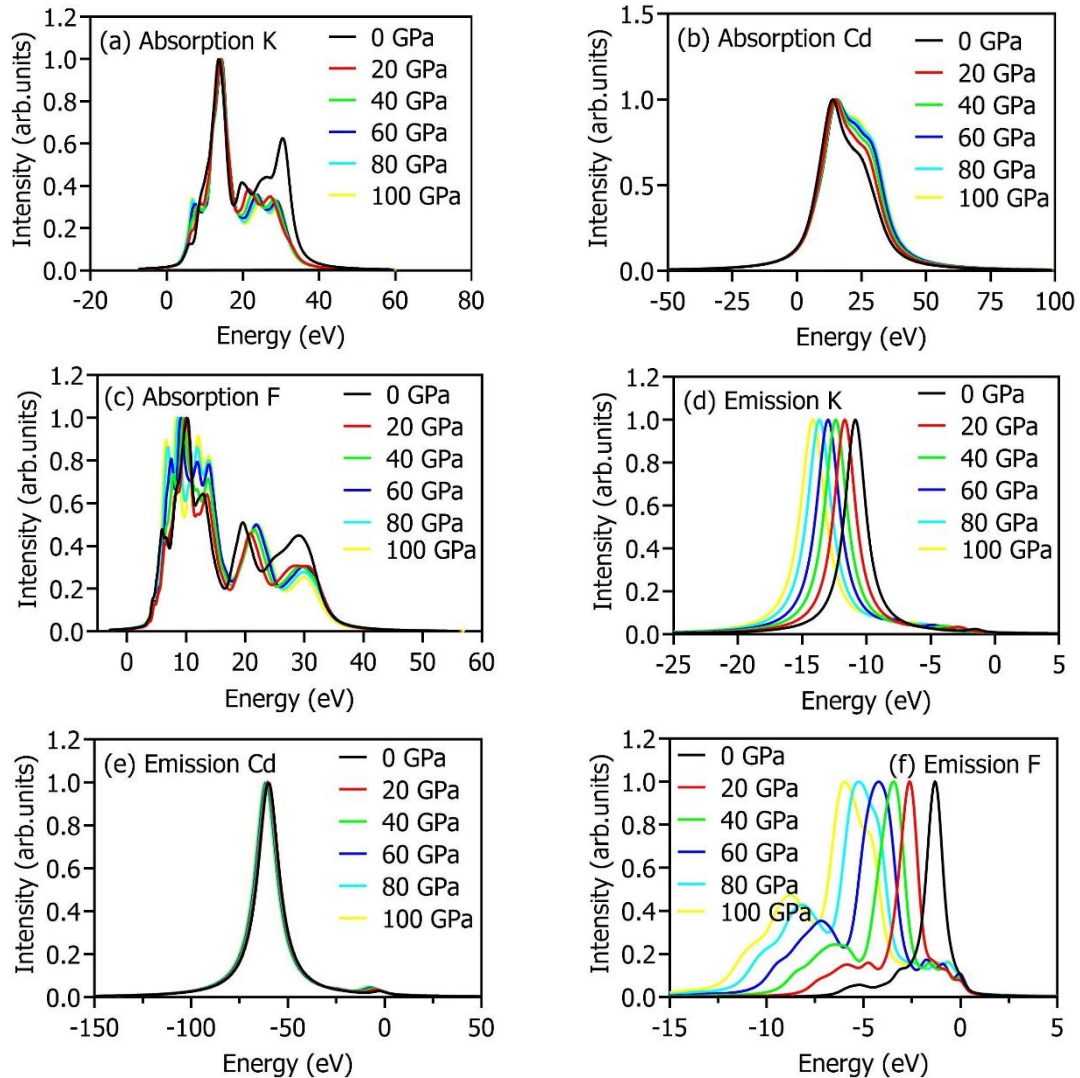 (a) Absorption K
0 GPa
20 GPa
40 GPa
60 GPa
80 GPa
100 GPa
1.2
1.0
0.8
0.6
0.4
0.2
0.0
-20
0
20
40
60
80
Intensity (arb.units)
Energy (eV)
(b) Absorption Cd
0 GPa
20 GPa
40 GPa
60 GPa
80 GPa
100 GPa
1.5
1.0
0.5
0.0
-50
-25
0
25
50
75
100
Intensity (arb.units)
Energy (eV)
(c) Absorption F
0 GPa
20 GPa
40 GPa
60 GPa
80 GPa
100 GPa
1.2
1.0
0.8
0.6
0.4
0.2
0.0
0
10
20
30
40
50
60
Intensity (arb.units)
Energy (eV)
(d) Emission K
0 GPa
20 GPa
40 GPa
60 GPa
80 GPa
100 GPa
1.2
1.0
0.8
0.6
0.4
0.2
0.0
-25
-20
-15
-10
-5
0
5
Intensity (arb.units)
Energy (eV)
(e) Emission Cd
0 GPa
20 GPa
40 GPa
60 GPa
80 GPa
100 GPa
1.2
1.0
0.8
0.6
0.4
0.2
0.0
-150
-100
-50
0
50
Intensity (arb.units)
Energy (eV)
(f) Emission F
0 GPa
20 GPa
40 GPa
60 GPa
80 GPa
100 GPa
1.2
1.0
0.8
0.6
0.4
0.2
0.0
-15
-10
-5
0
5
Intensity (arb.units)
Energy (eV)